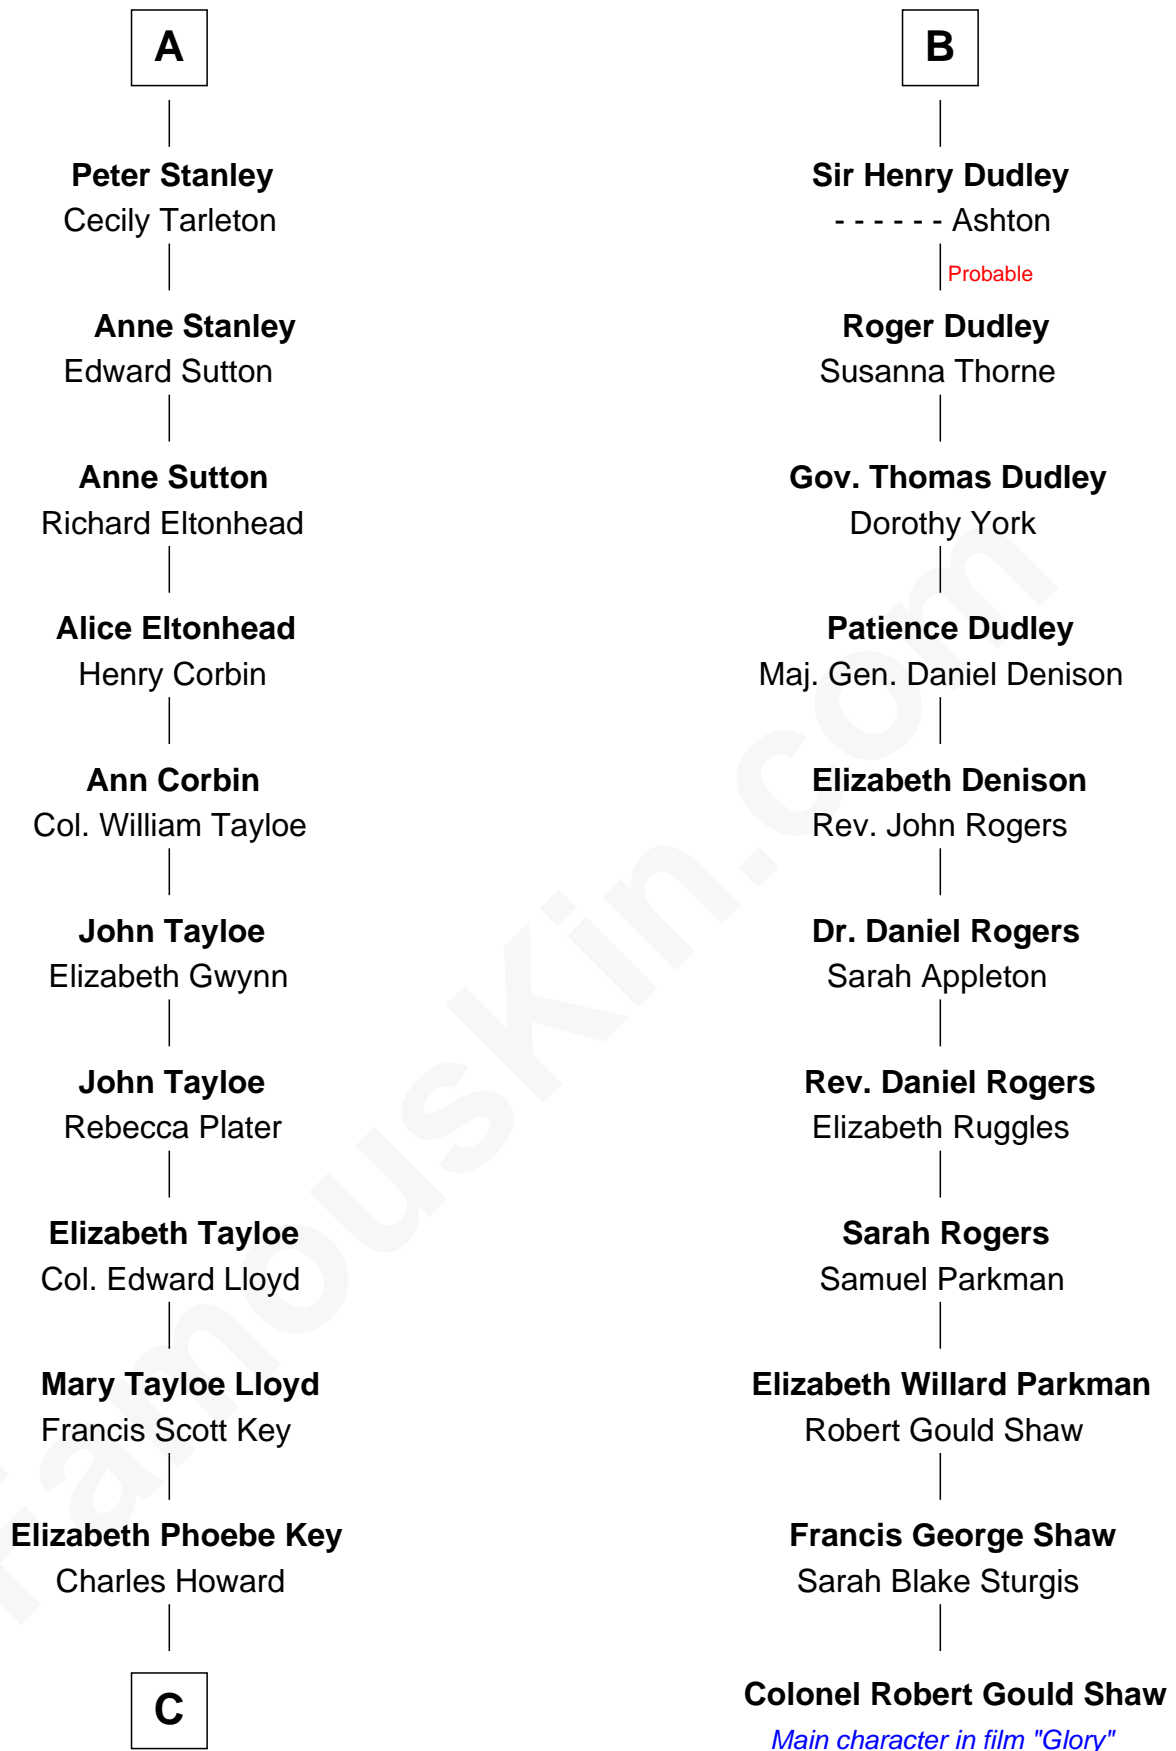 A
Peter Stanley
Cecily Tarleton
Anne Stanley
Edward Sutton
Anne Sutton
Richard Eltonhead
Alice Eltonhead
Henry Corbin
Ann Corbin
Col. William Tayloe
John Tayloe
Elizabeth Gwynn
John Tayloe
Rebecca Plater
Elizabeth Tayloe
Col. Edward Lloyd
Mary Tayloe Lloyd
Francis Scott Key
Elizabeth Phoebe Key
Charles Howard
C
B
Sir Henry Dudley
- - - - - - Ashton
Probable
Roger Dudley
Susanna Thorne
Gov. Thomas Dudley
Dorothy York
Patience Dudley
Maj. Gen. Daniel Denison
Elizabeth Denison
Rev. John Rogers
Dr. Daniel Rogers
Sarah Appleton
Rev. Daniel Rogers
Elizabeth Ruggles
Sarah Rogers
Samuel Parkman
Elizabeth Willard Parkman
Robert Gould Shaw
Francis George Shaw
Sarah Blake Sturgis
Colonel Robert Gould Shaw
Main character in film "Glory"
FamousKin.com